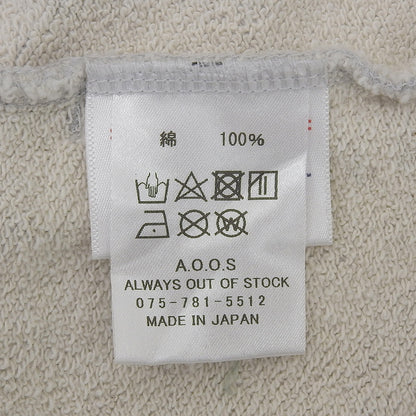 綿 100%
A.O.O.S
ALWAYS OUT OF STOCK
075-781-5512
MADE IN JAPAN